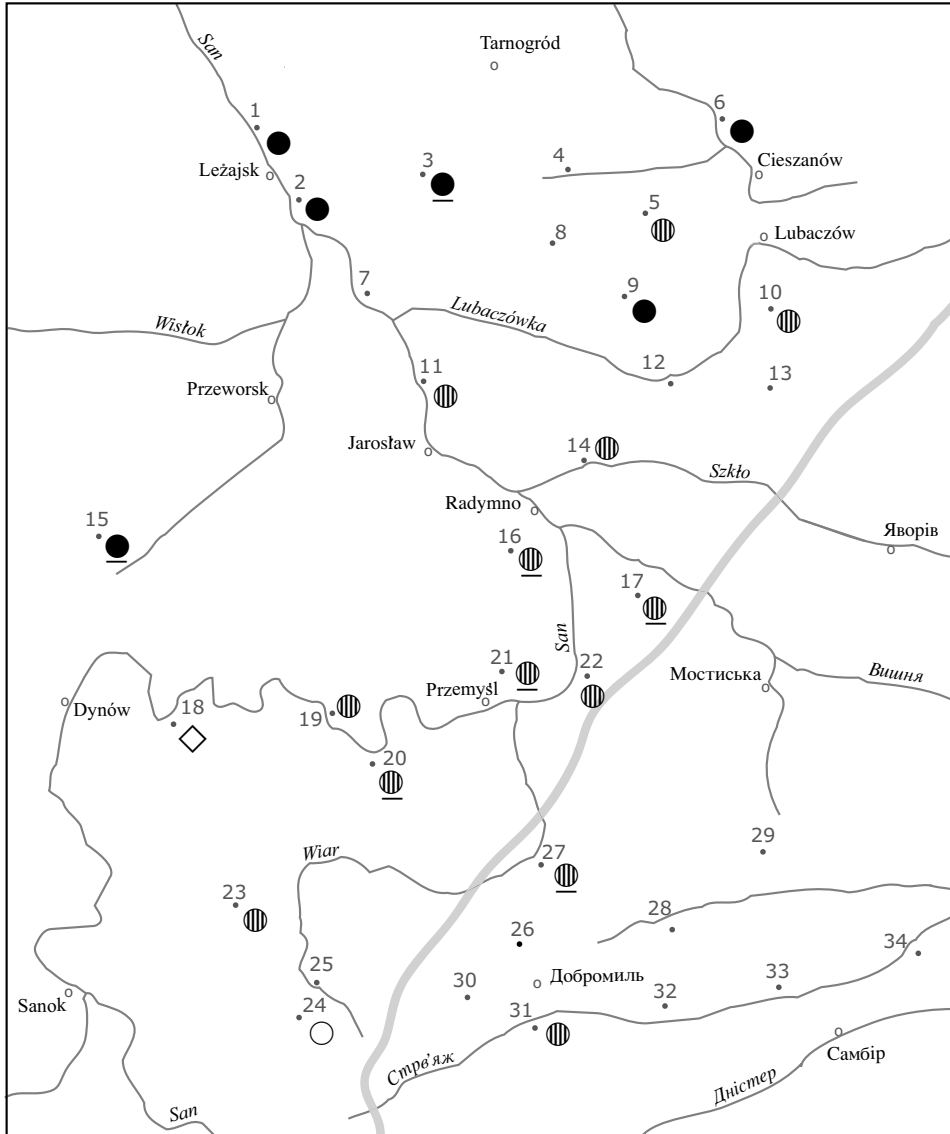 San
Tarnogród
1
6
3
4
Cieszanów
Leżajsk
2
5
8
Lubaczów
7
9
10
Wisłok
Lubaczówka
12
13
11
Przeworsk
14
Jarosław
Szkło
Radymno
15
Яворів
16
17
San
21
22
Мостиська
Вишня
Przemyśl
Dynów
18
19
20
29
Wiar
27
23
28
26
34
25
30
Добромиль
33
Sanok
24
31
32
Самбір
Стрв'яж
Дністер
San